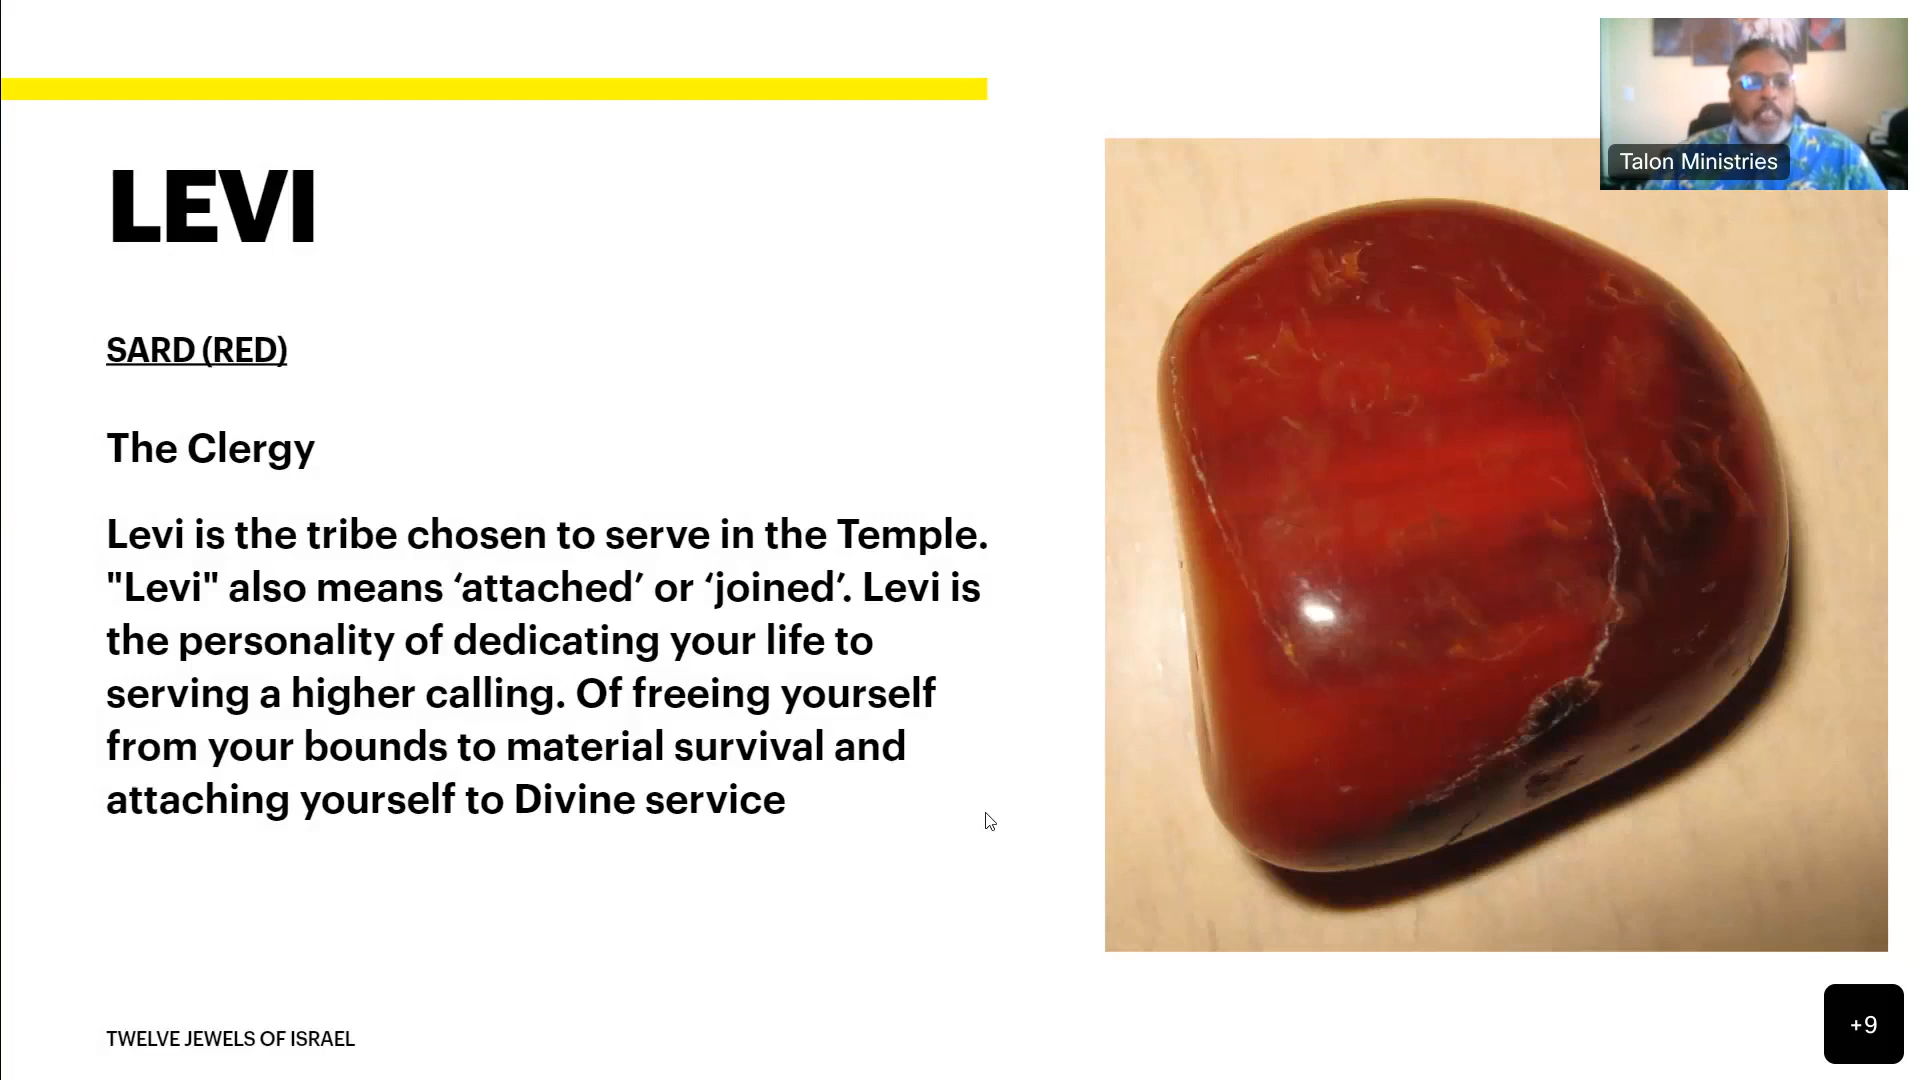 Talon Ministries
LEVI
SARD (RED)
The Clergy
Levi is the tribe chosen to serve in the Temple.
"Levi" also means ‘attached’ or ‘joined’. Levi is
the personality of dedicating your life to
serving a higher calling. Of freeing yourself
from your bounds to material survival and
attaching yourself to Divine service
TWELVE JEWELS OF ISRAEL
+9